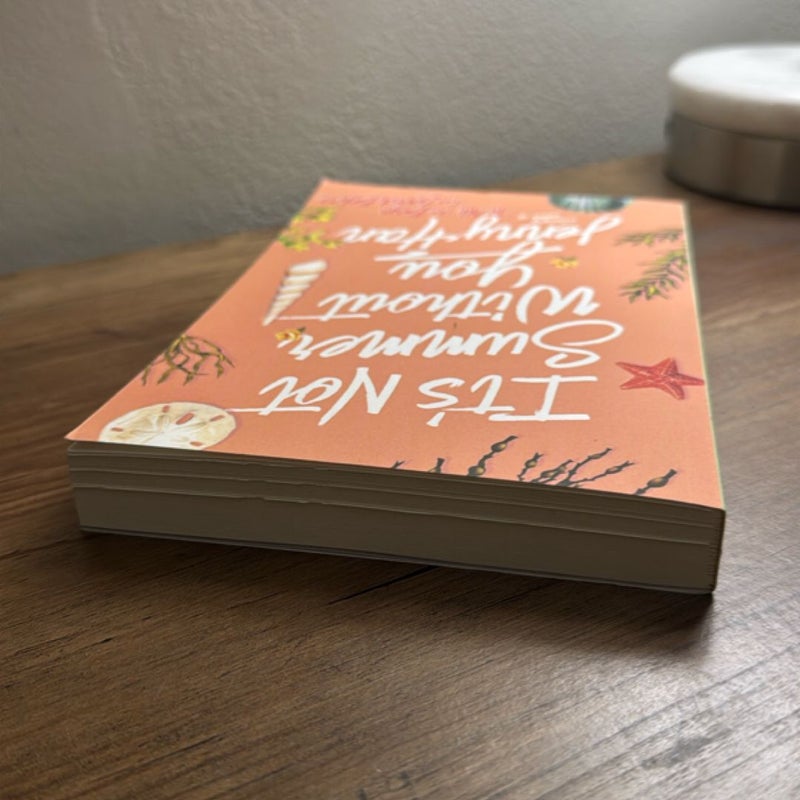 It's Not
Summer
Without
You
Jenny Han